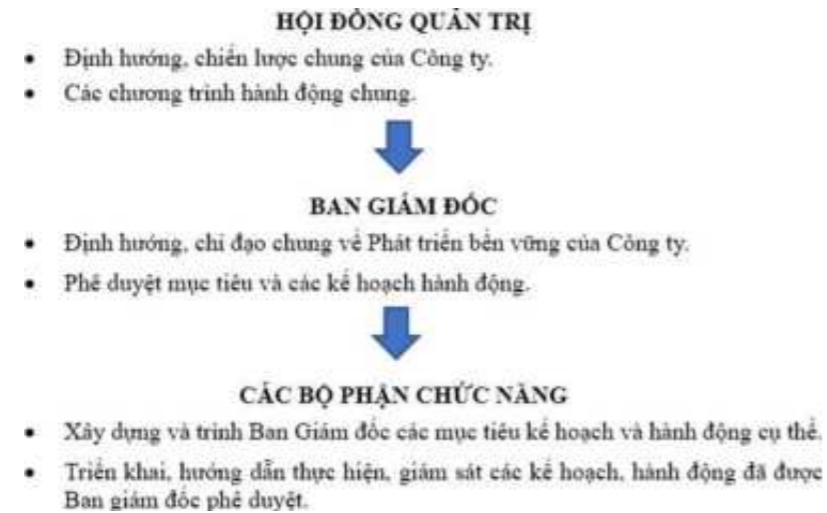 HỘI ĐỒNG QUẢN TRỊ
• Định hướng, chiến lược chung của Công ty.
• Các chương trình hành động chung.
BAN GIÁM ĐỐC
• Định hướng, chỉ đạo chung về Phát triển bền vững của Công ty.
• Phê duyệt mục tiêu và các kế hoạch hành động.
CÁC BỘ PHẬN CHỨC NĂNG
• Xây dựng và trình Ban Giám đốc các mục tiêu kế hoạch và hành động cụ thể.
• Triển khai, hướng dẫn thực hiện, giám sát các kế hoạch, hành động đã được
Ban giám đốc phê duyệt.